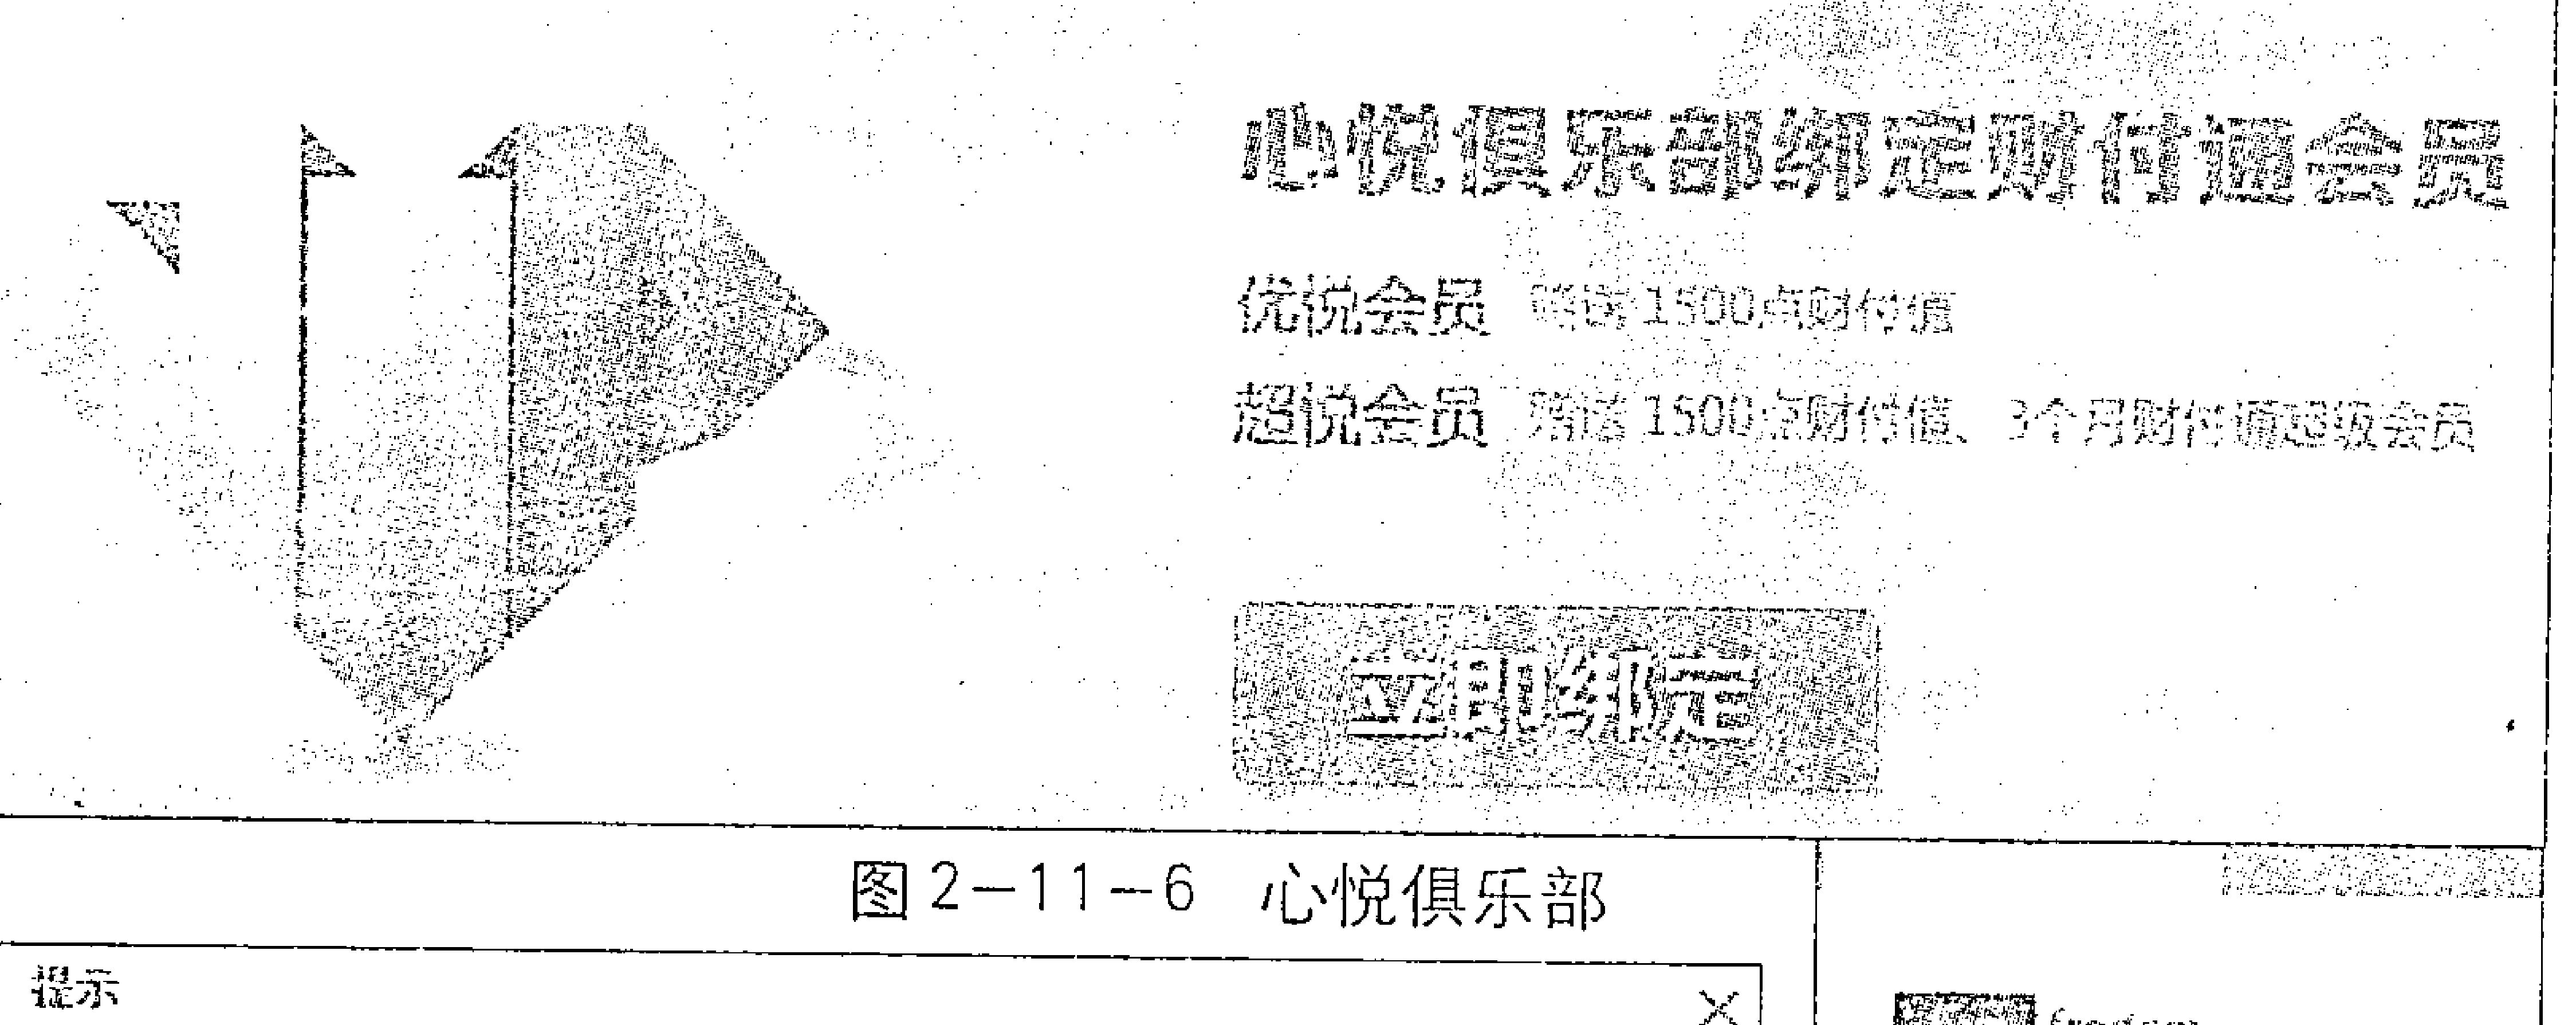 心悦俱乐部绑定财付通会员
优悦会员 赠送1500点财付值
超悦会员 赠送1500点财付值、3个月财付通超级会员
立即绑定
图2-11-6 心悦俱乐部
提示